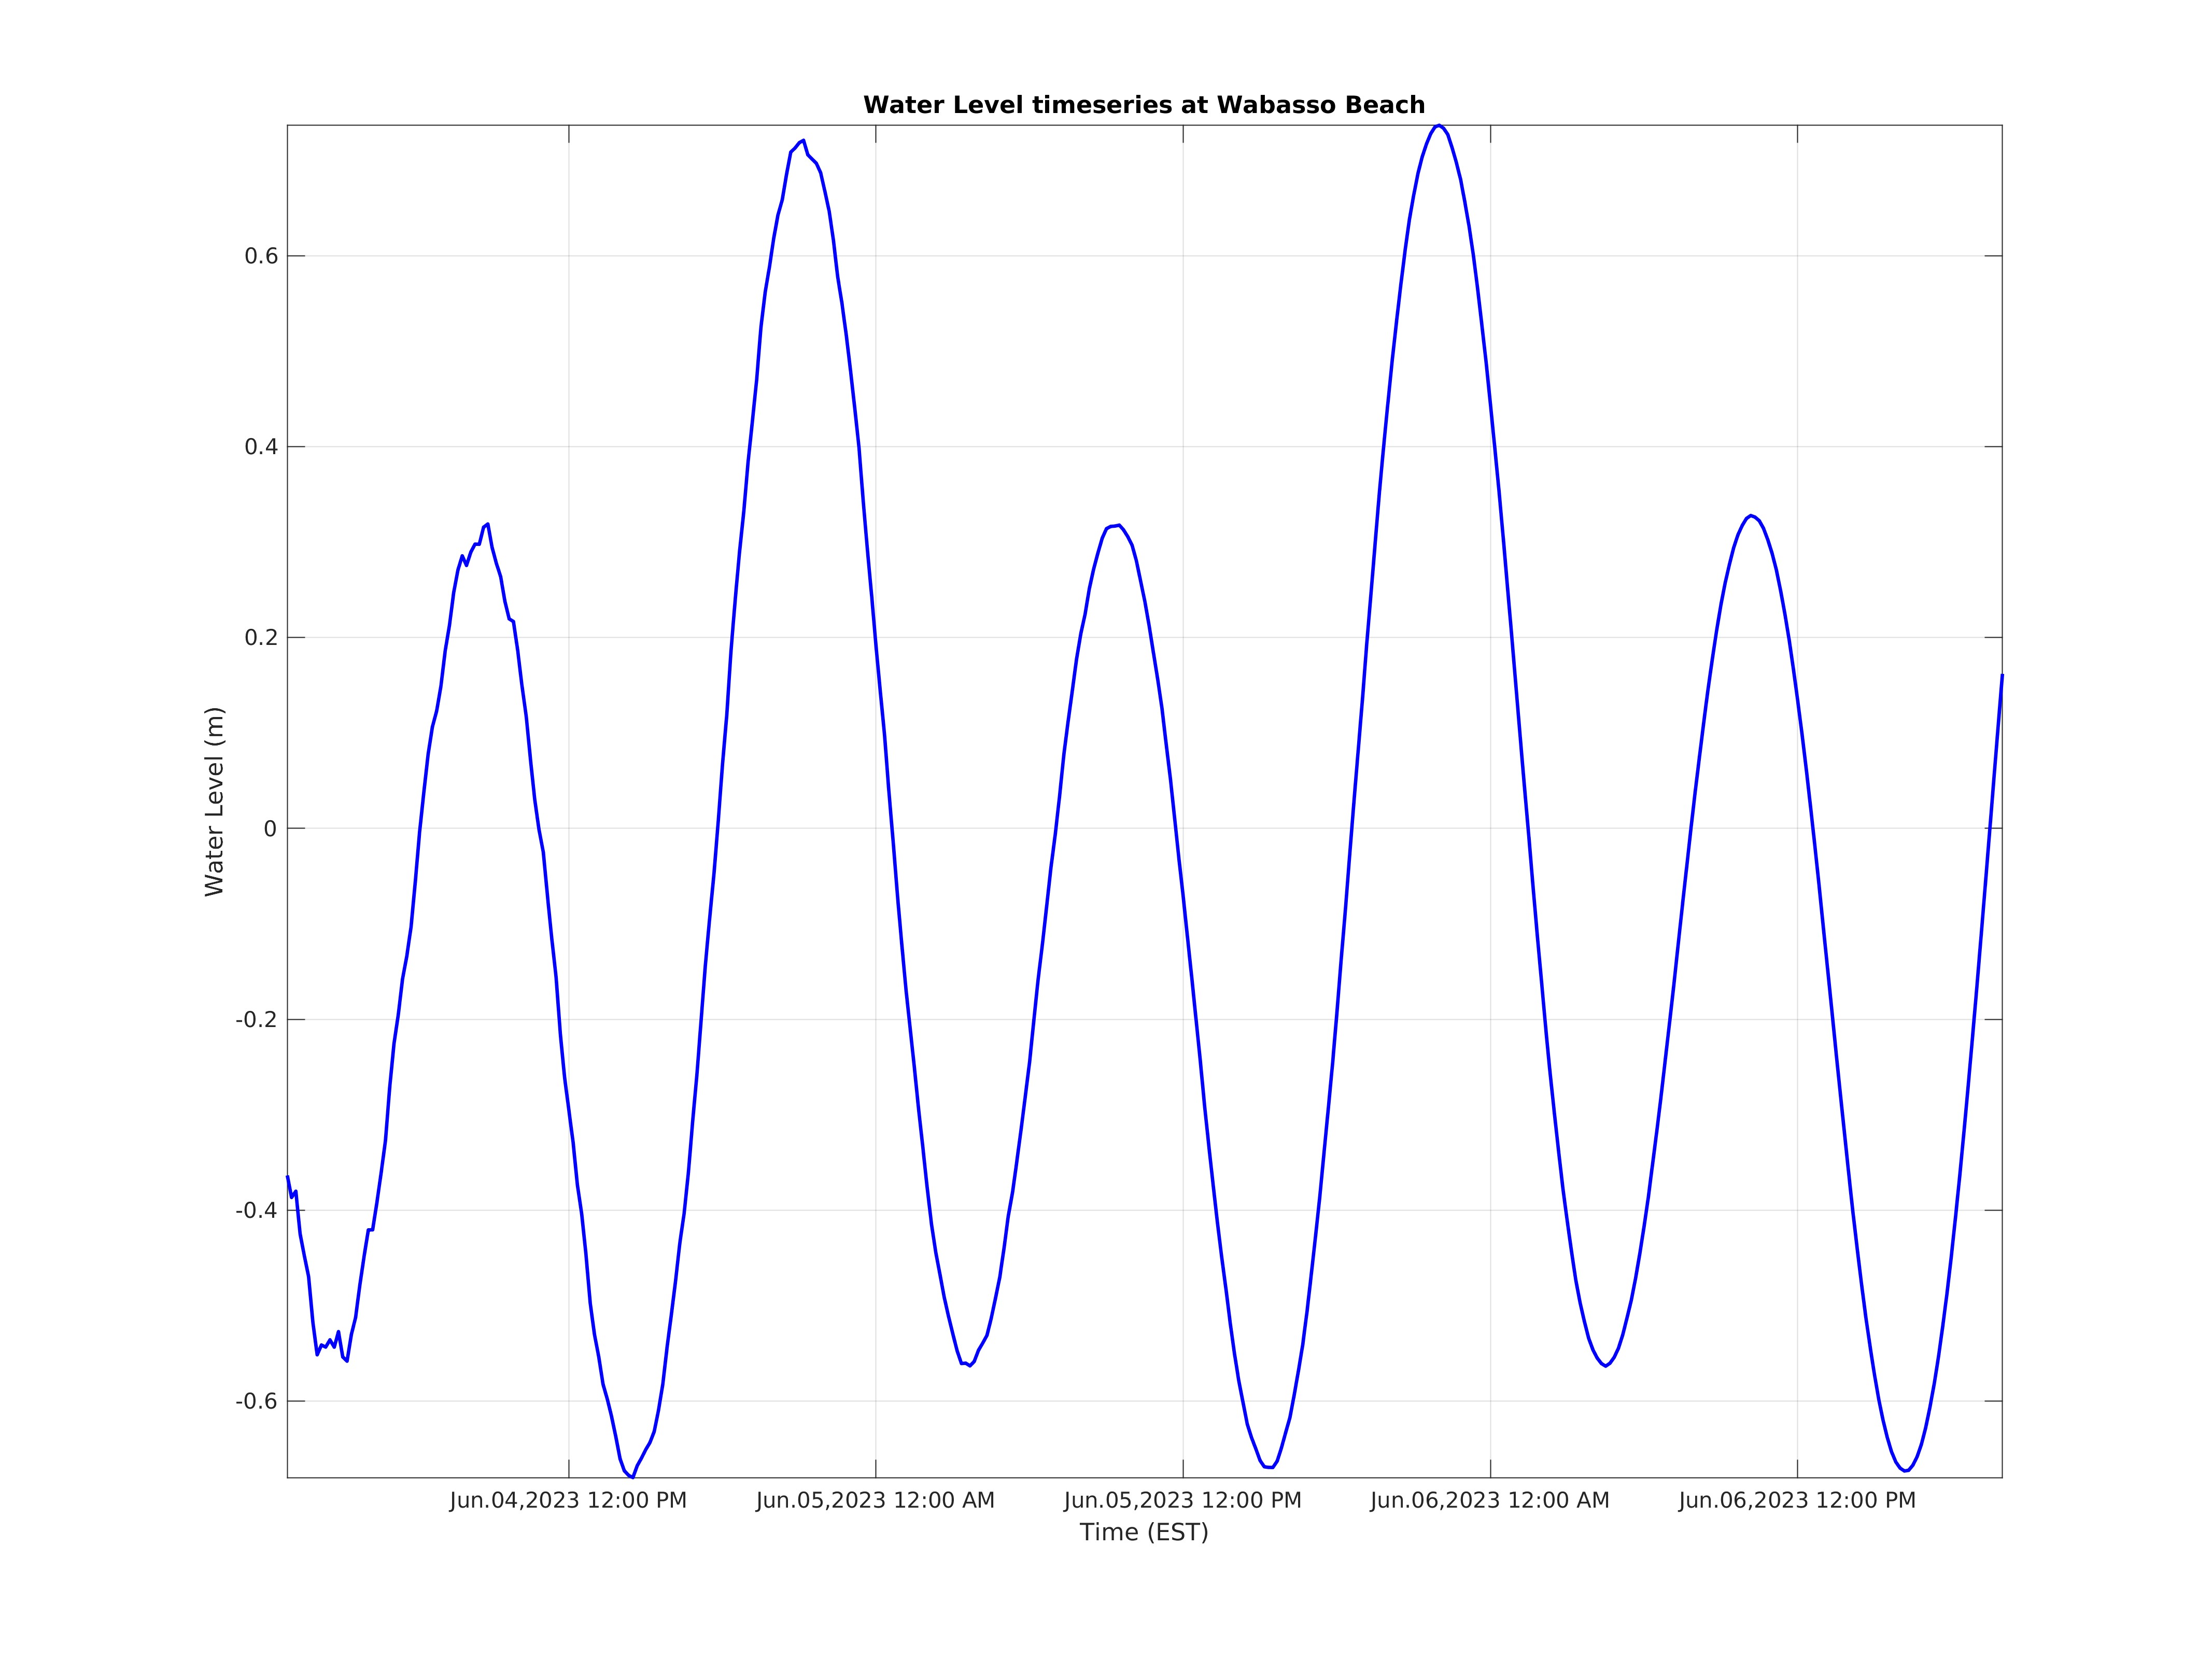 Water Level timeseries at Wabasso Beach
0.6
0.4
0.2
0
-0.2
-0.4
-0.6
Water Level (m)
Jun.04,2023 12:00 PM
Jun.05,2023 12:00 AM
Jun.05,2023 12:00 PM
Jun.06,2023 12:00 AM
Jun.06,2023 12:00 PM
Time (EST)